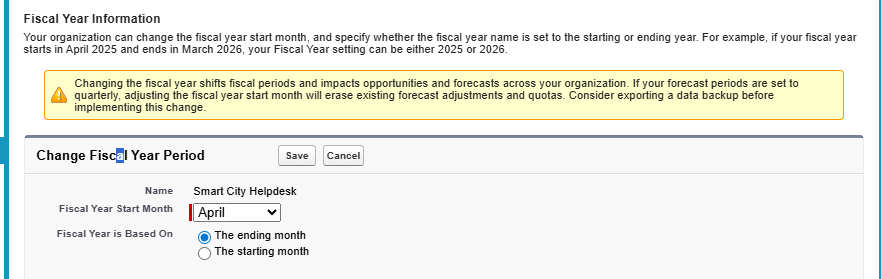 Fiscal Year Information
Your organization can change the fiscal year start month, and specify whether the fiscal year name is set to the starting or ending year. For example, if your fiscal year
starts in April 2025 and ends in March 2026, your Fiscal Year setting can be either 2025 or 2026.
Changing the fiscal year shifts fiscal periods and impacts opportunities and forecasts across your organization. If your forecast periods are set to
quarterly, adjusting the fiscal year start month will erase existing forecast adjustments and quotas. Consider exporting a data backup before
implementing this change.
Change Fiscal Year Period Save Cancel
Name Smart City Helpdesk
Fiscal Year Start Month April
Fiscal Year is Based On The ending month
The starting month